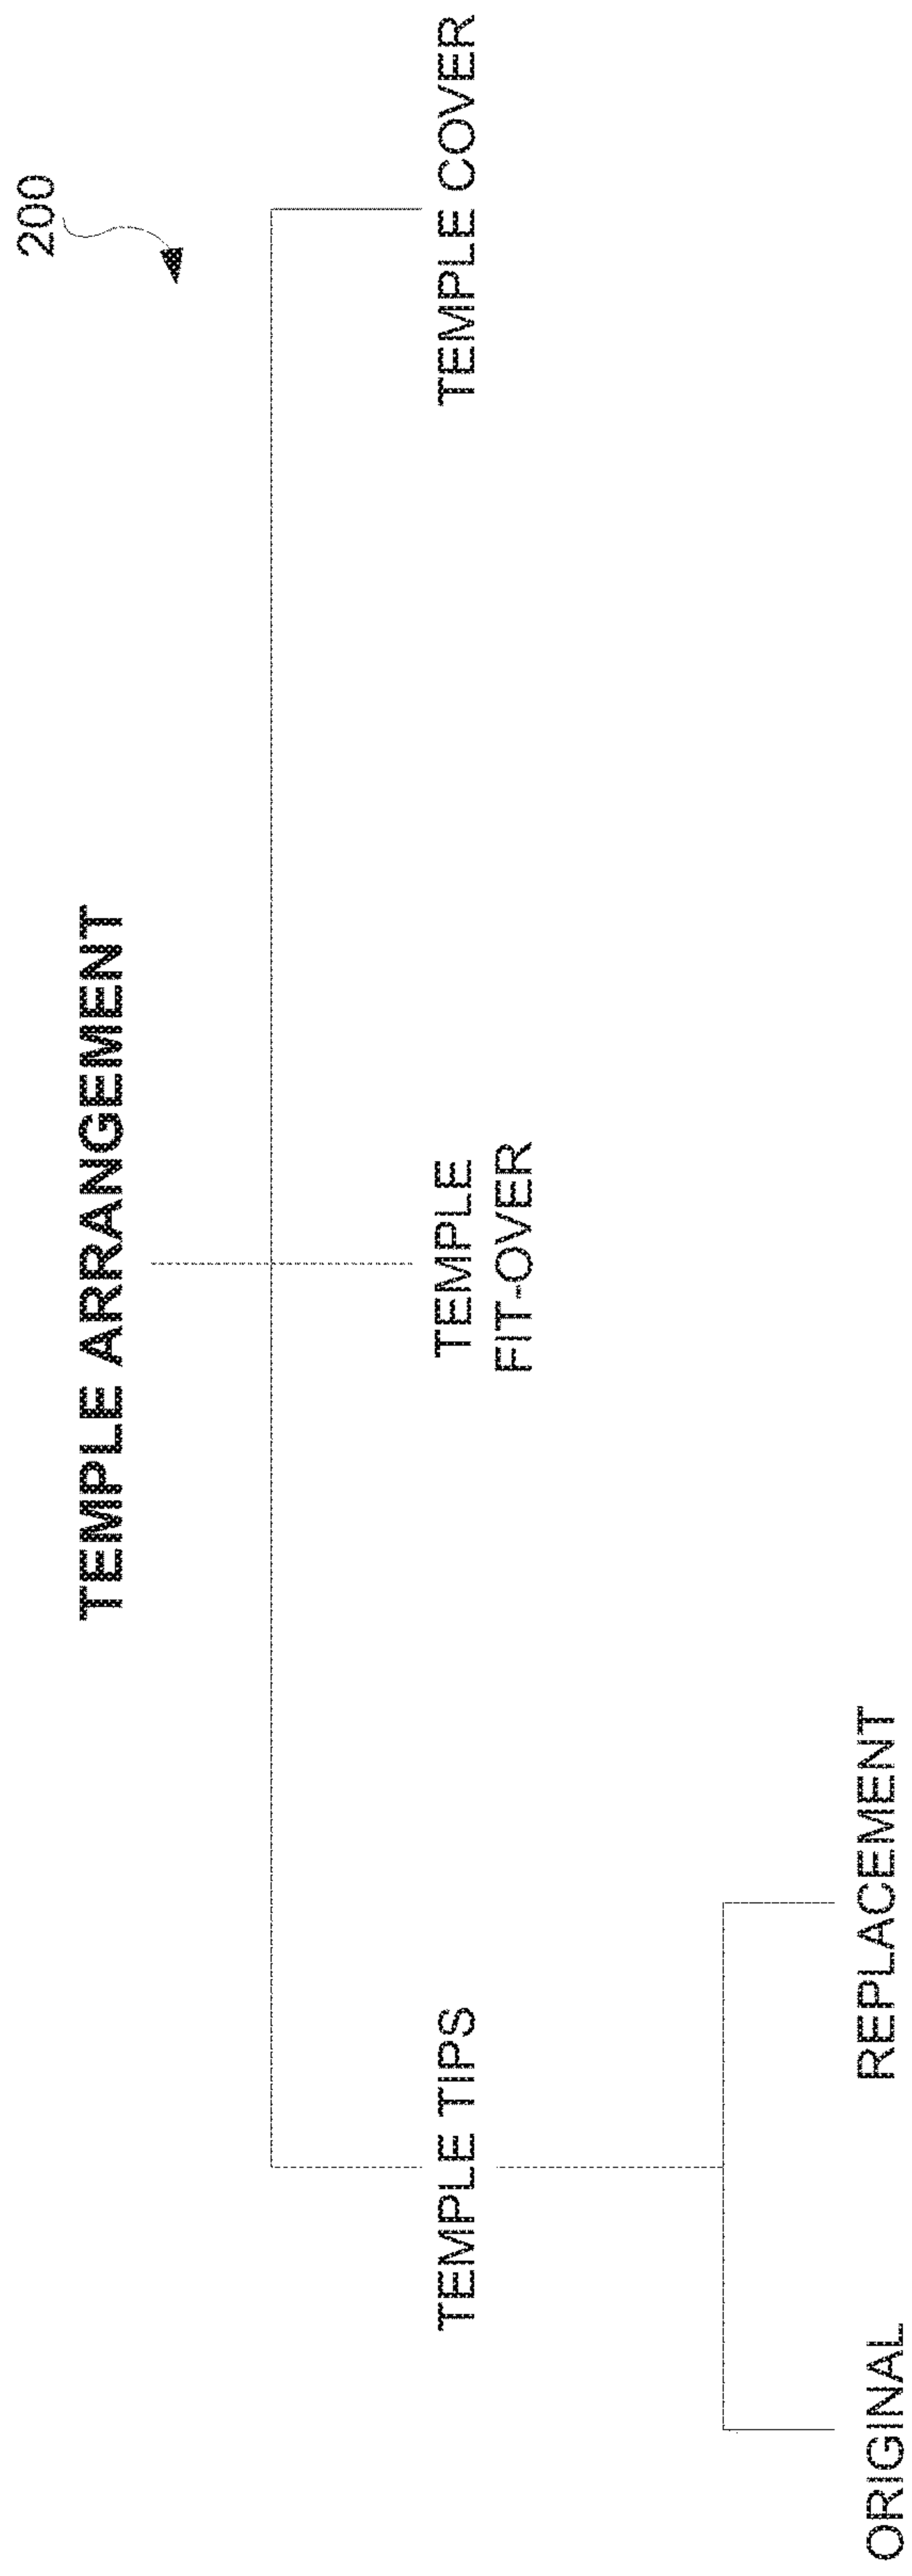 200
TEMPLE ARRANGEMENT
TEMPLE TIPS
TEMPLE
FIT-OVER
TEMPLE COVER
ORIGINAL
REPLACEMENT